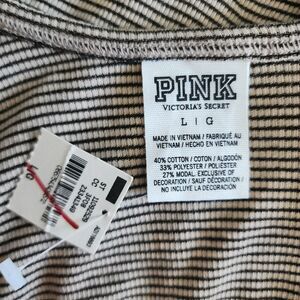 PINK
VICTORIA'S SECRET
L | G
MADE IN VIETNAM / FABRIQUÉ AU
VIETNAM / HECHO EN VIETNAM
40% COTTON / COTON / ALGODÓN
33% POLYESTER / POLIÉSTER
27% MODAL. EXCLUSIVE OF
DECORATION / SAUF DÉCORATION /
NO INCLUYE LA DECORACIÓN